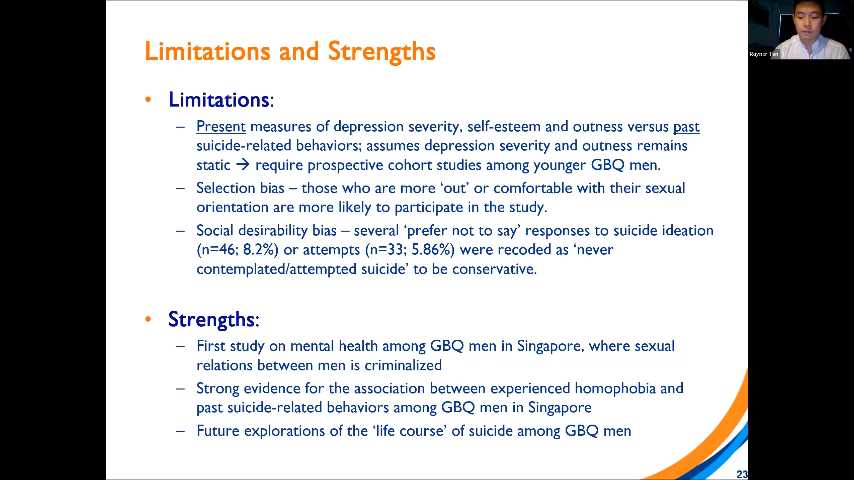 Limitations and Strengths
• Limitations:
– Present measures of depression severity, self-esteem and outness versus past
suicide-related behaviors; assumes depression severity and outness remains
static → require prospective cohort studies among younger GBQ men.
– Selection bias – those who are more ‘out’ or comfortable with their sexual
orientation are more likely to participate in the study.
– Social desirability bias – several ‘prefer not to say’ responses to suicide ideation
(n=46; 8.2%) or attempts (n=33; 5.86%) were recoded as ‘never
contemplated/attempted suicide’ to be conservative.
• Strengths:
– First study on mental health among GBQ men in Singapore, where sexual
relations between men is criminalized
– Strong evidence for the association between experienced homophobia and
past suicide-related behaviors among GBQ men in Singapore
– Future explorations of the ‘life course’ of suicide among GBQ men
23
Rayner Tan